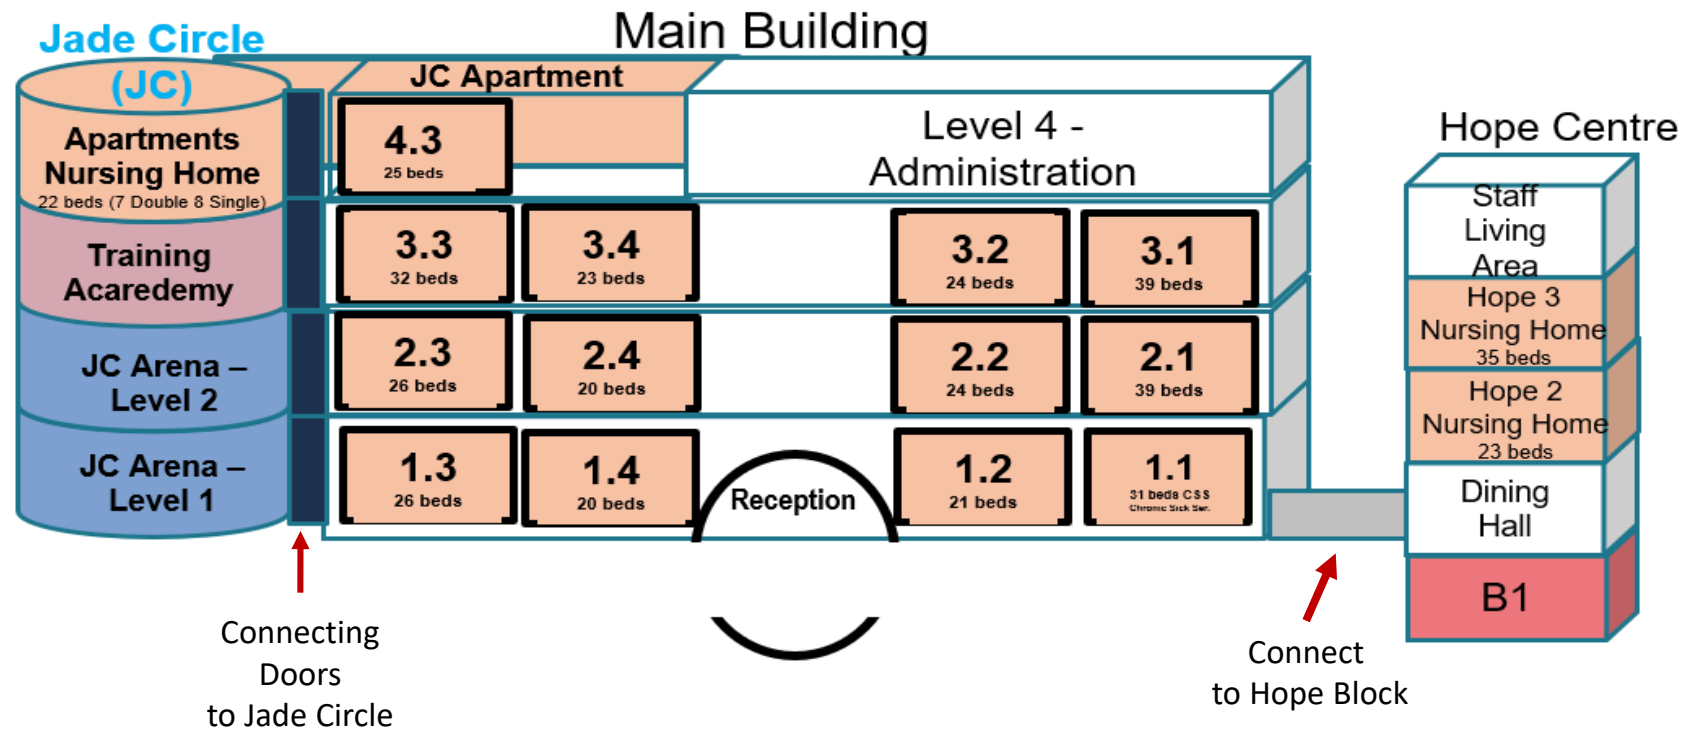 Main Building
Jade Circle
(JC)
Apartments
Nursing Home
22 beds (7 Double 8 Single)
Training
Acaredemy
JC Arena –
Level 2
JC Arena –
Level 1
JC Apartment
4.3
25 beds
Level 4 -
Administration
3.3
32 beds
3.4
23 beds
3.2
24 beds
3.1
39 beds
2.3
26 beds
2.4
20 beds
2.2
24 beds
2.1
39 beds
1.3
26 beds
1.4
20 beds
Reception
1.2
21 beds
1.1
31 beds CSS
Chronic Sick Ser.
Hope Centre
Staff
Living
Area
Hope 3
Nursing Home
35 beds
Hope 2
Nursing Home
23 beds
Dining
Hall
B1
Connecting
Doors
to Jade Circle
Connect
to Hope Block